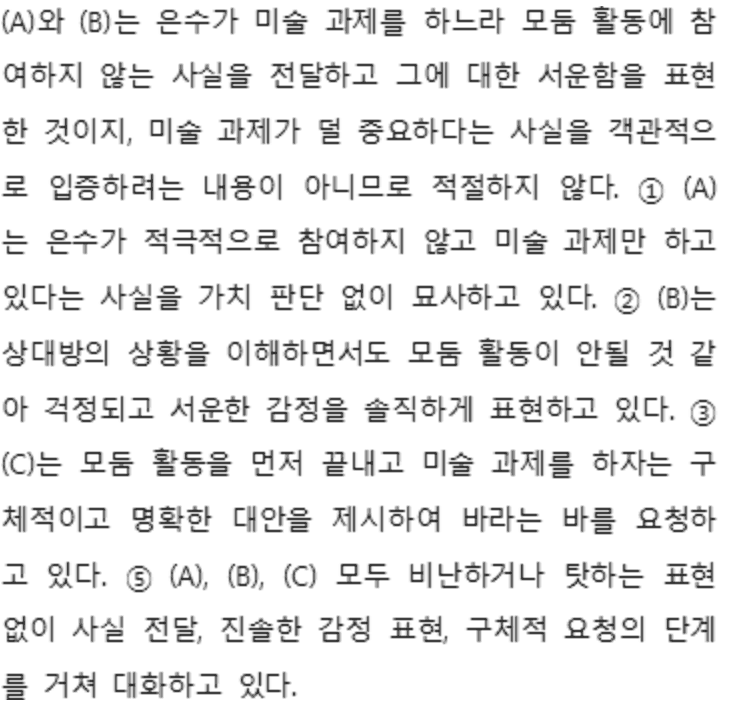 (A)와 (B)는 은수가 미술 과제를 하느라 모둠 활동에 참
여하지 않는 사실을 전달하고 그에 대한 서운함을 표현
한 것이지, 미술 과제가 덜 중요하다는 사실을 객관적으
로 입증하려는 내용이 아니므로 적절하지 않다. ① (A)
는 은수가 적극적으로 참여하지 않고 미술 과제만 하고
있다는 사실을 가치 판단 없이 묘사하고 있다. ② (B)는
상대방의 상황을 이해하면서도 모둠 활동이 안될 것 같
아 걱정되고 서운한 감정을 솔직하게 표현하고 있다. ③
(C)는 모둠 활동을 먼저 끝내고 미술 과제를 하자는 구
체적이고 명확한 대안을 제시하여 바라는 바를 요청하
고 있다. ⑤ (A), (B), (C) 모두 비난하거나 탓하는 표현
없이 사실 전달, 진솔한 감정 표현, 구체적 요청의 단계
를 거쳐 대화하고 있다.